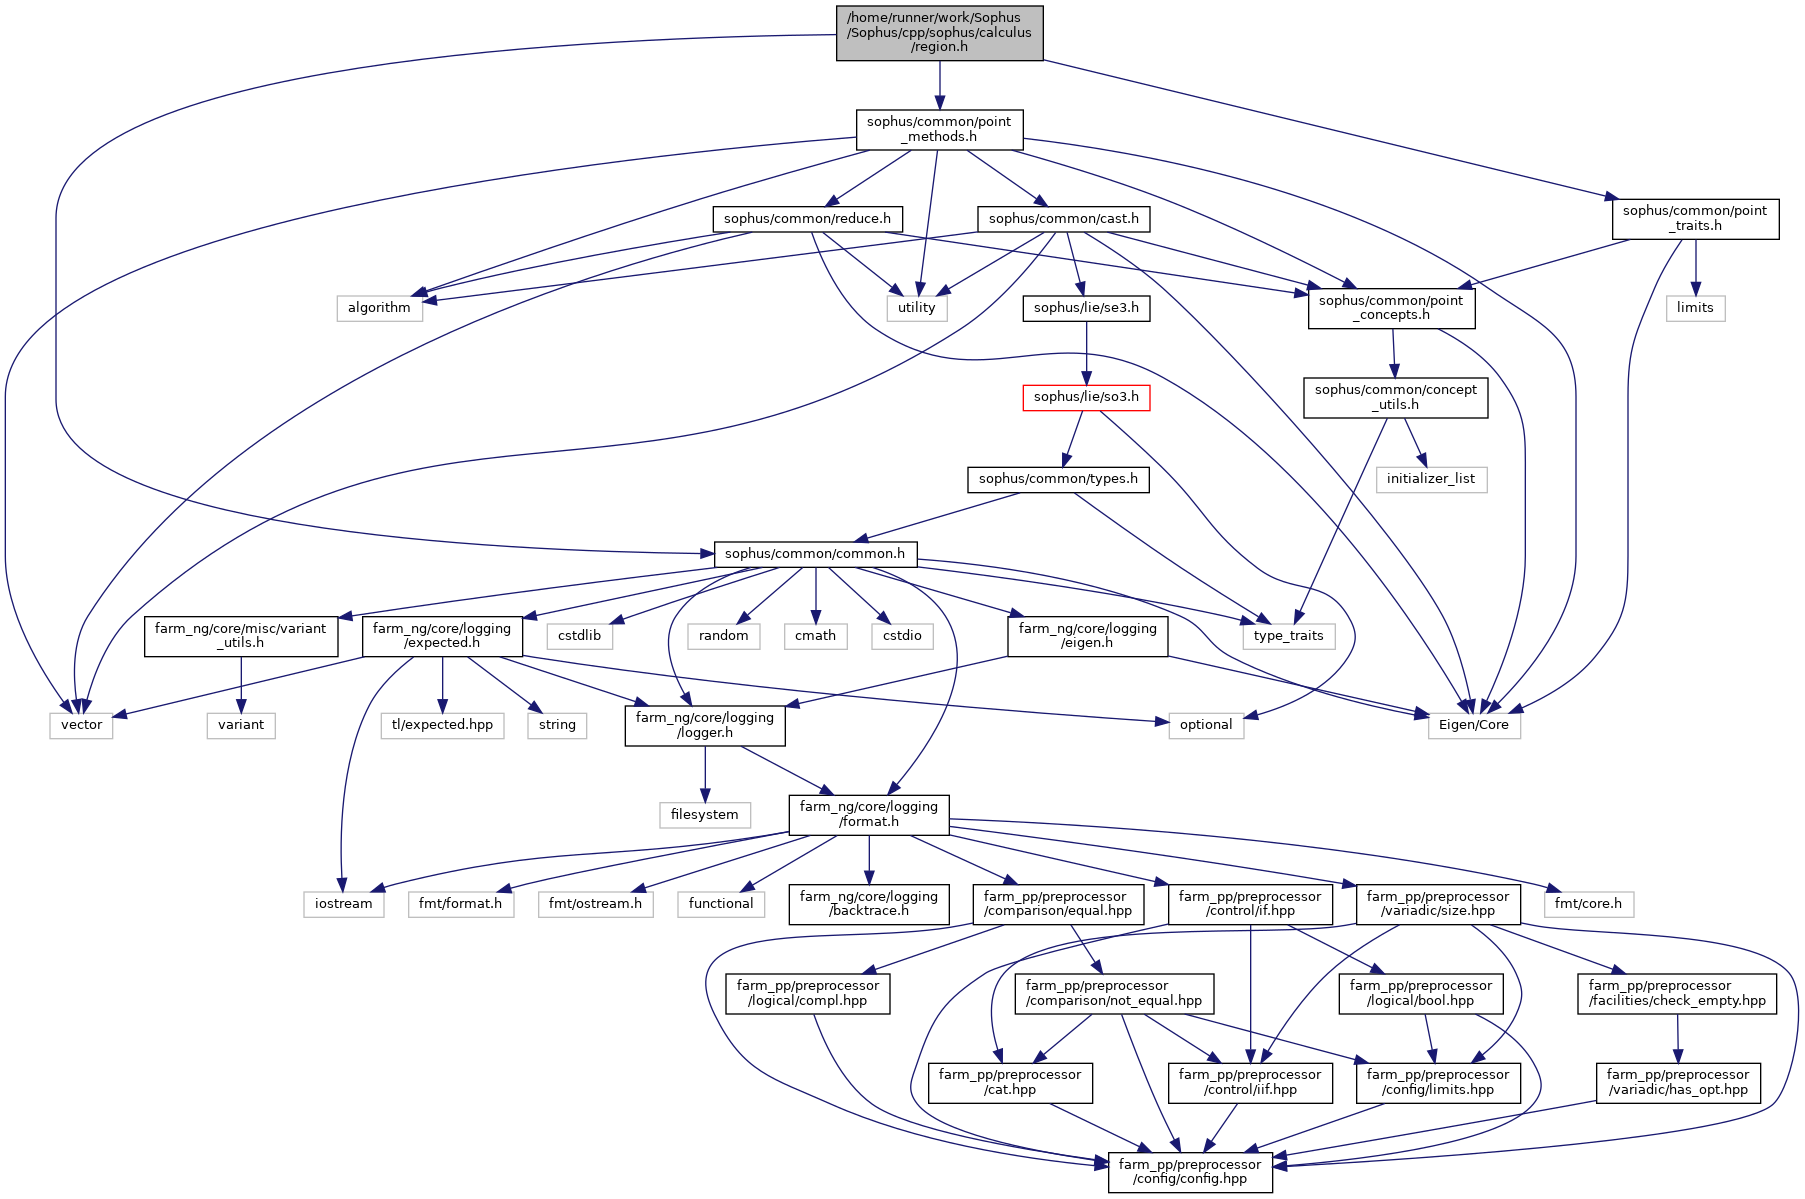 /home/runner/work/Sophus
/Sophus/cpp/sophus/calculus
/region.h
sophus/common/point
_methods.h
sophus/common/reduce.h
sophus/common/cast.h
sophus/common/point
_traits.h
algorithm
utility
sophus/lie/se3.h
sophus/common/point
_concepts.h
limits
sophus/lie/so3.h
sophus/common/concept
_utils.h
sophus/common/types.h
initializer_list
sophus/common/common.h
farm_ng/core/misc/variant
_utils.h
farm_ng/core/logging
/expected.h
cstdlib
random
cmath
cstdio
farm_ng/core/logging
/eigen.h
type_traits
vector
variant
tl/expected.hpp
string
farm_ng/core/logging
/logger.h
optional
Eigen/Core
filesystem
farm_ng/core/logging
/format.h
iostream
fmt/format.h
fmt/ostream.h
functional
farm_ng/core/logging
/backtrace.h
farm_pp/preprocessor
/comparison/equal.hpp
farm_pp/preprocessor
/control/if.hpp
farm_pp/preprocessor
/variadic/size.hpp
fmt/core.h
farm_pp/preprocessor
/logical/compl.hpp
farm_pp/preprocessor
/comparison/not_equal.hpp
farm_pp/preprocessor
/logical/bool.hpp
farm_pp/preprocessor
/facilities/check_empty.hpp
farm_pp/preprocessor
/cat.hpp
farm_pp/preprocessor
/control/iif.hpp
farm_pp/preprocessor
/config/limits.hpp
farm_pp/preprocessor
/variadic/has_opt.hpp
farm_pp/preprocessor
/config/config.hpp